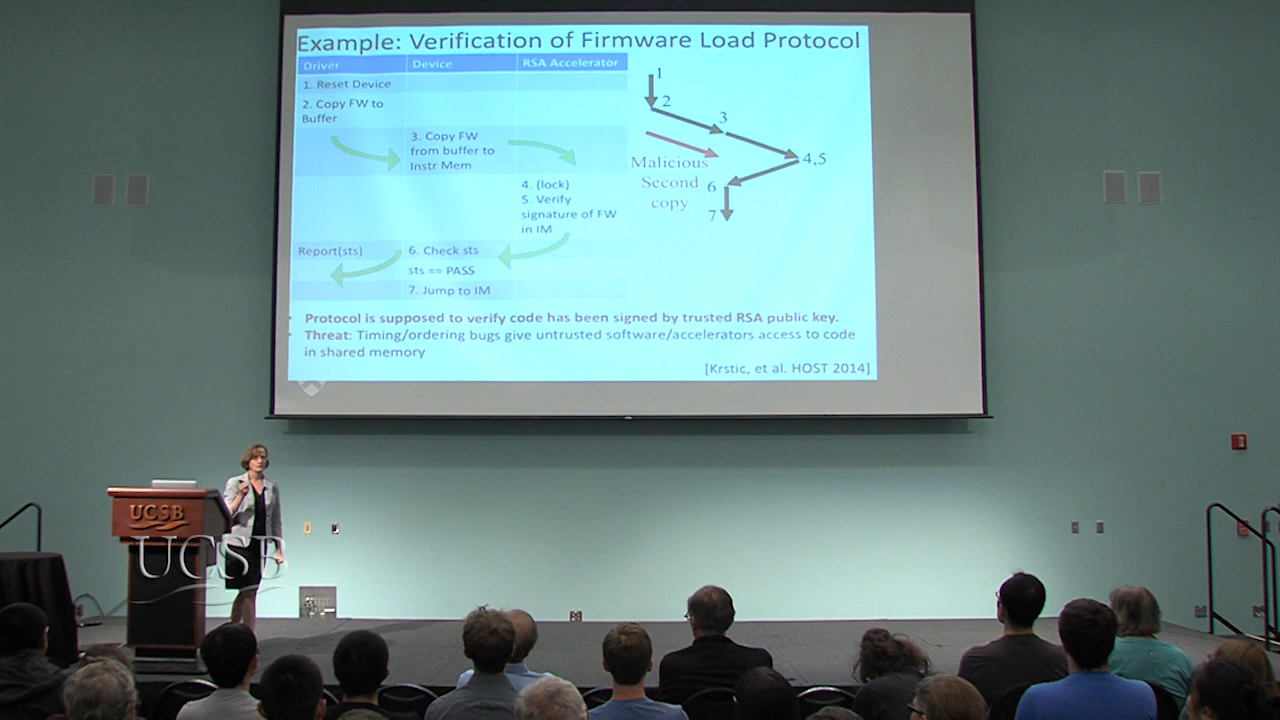 Example: Verification of Firmware Load Protocol
Driver Device RSA Accelerator
1. Reset Device
2. Copy FW to
Buffer
3. Copy FW
from buffer to
Instr Mem
4. (lock)
5. Verify
signature of FW
in IM
Report(sts)
6. Check sts
sts == PASS
7. Jump to IM
1
2
3
4,5
Malicious
Second
copy
6
7
Protocol is supposed to verify code has been signed by trusted RSA public key.
Threat: Timing/ordering bugs give untrusted software/accelerators access to code
in shared memory
[Krstic, et al. HOST 2014]
UCSB
UCSB